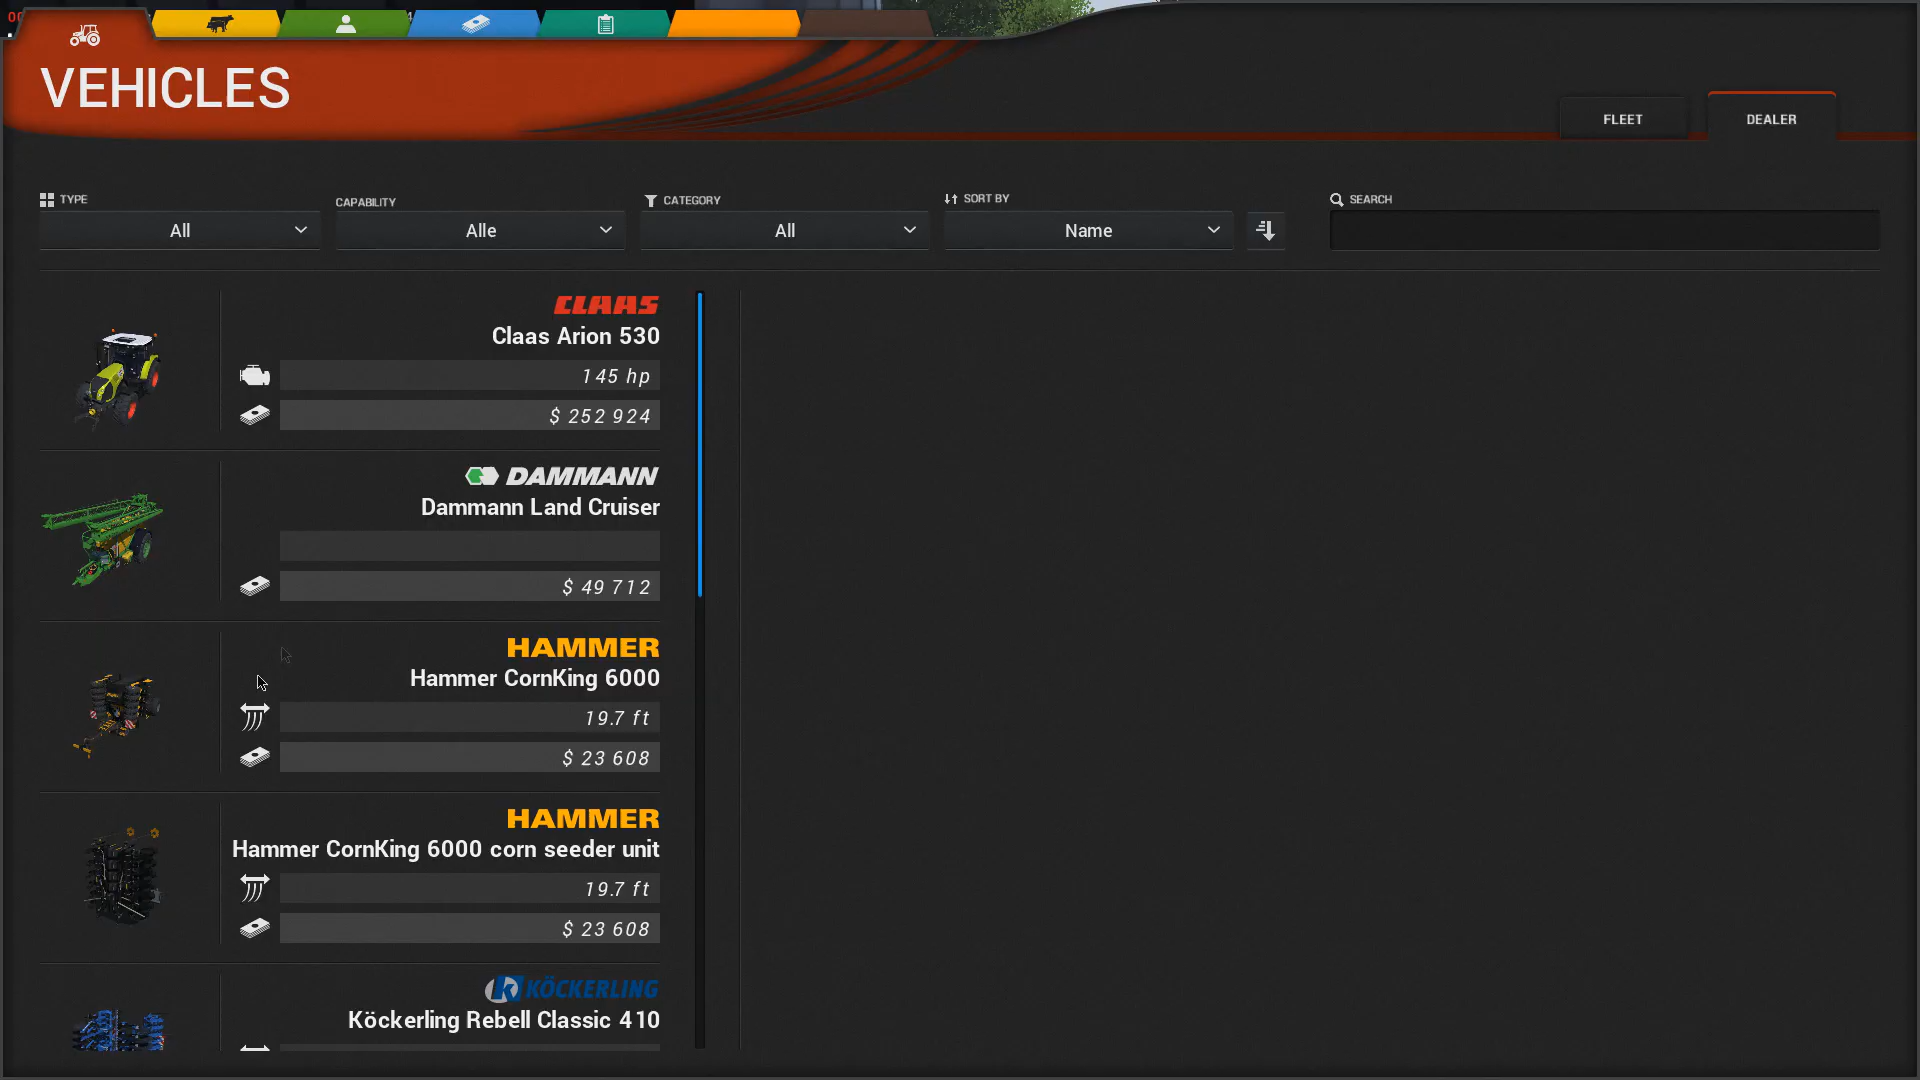 VEHICLES
FLEET
DEALER
TYPE
CAPABILITY
CATEGORY
SORT BY
SEARCH
All
Alle
All
Name
CLAAS
Claas Arion 530
145 hp
$ 252 924
DAMMANN
Dammann Land Cruiser
$ 49 712
HAMMER
Hammer CornKing 6000
19.7 ft
$ 23 608
HAMMER
Hammer CornKing 6000 corn seeder unit
19.7 ft
$ 23 608
KÖCKERLING
Köckerling Rebell Classic 410